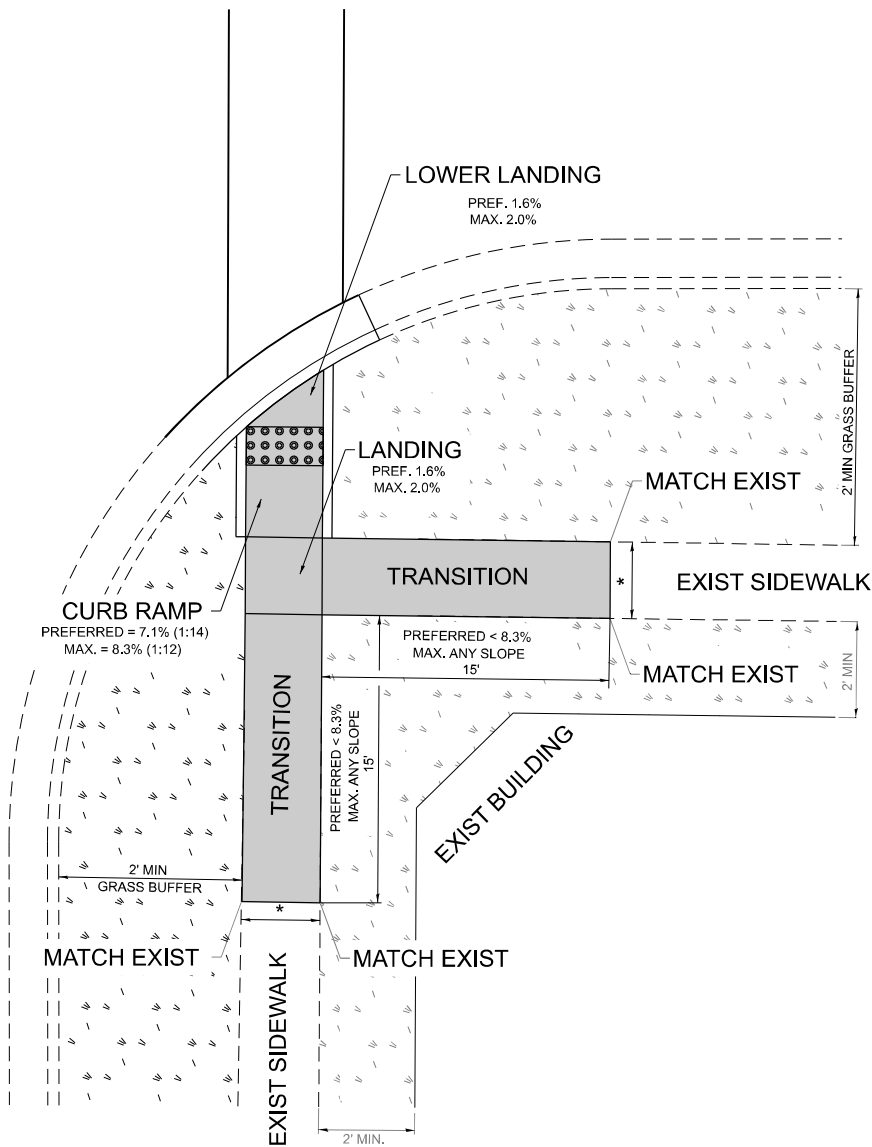 LOWER LANDING
PREF. 1.6%
MAX. 2.0%
2' MIN GRASS BUFFER
LANDING
PREF. 1.6%
MAX. 2.0%
MATCH EXIST
TRANSITION
*
EXIST SIDEWALK
CURB RAMP
PREFERRED = 7.1% (1:14)
MAX. = 8.3% (1:12)
PREFERRED < 8.3%
MAX. ANY SLOPE
15'
MATCH EXIST
2' MIN
TRANSITION
PREFERRED < 8.3%
MAX. ANY SLOPE
15'
EXIST BUILDING
2' MIN
GRASS BUFFER
*
MATCH EXIST
MATCH EXIST
EXIST SIDEWALK
2' MIN.